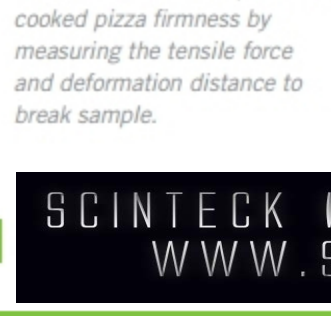 cooked pizza firmness by
measuring the tensile force
and deformation distance to
break sample.
SCINTECK
WWW.S